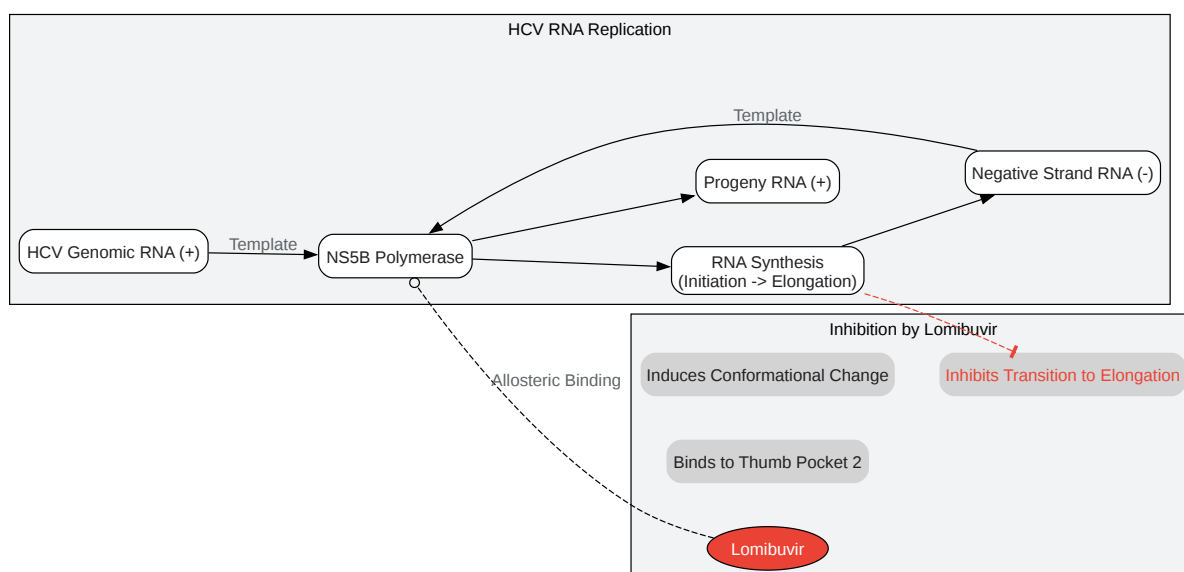 HCV RNA Replication
Template
Negative Strand RNA (-)
Progeny RNA (+)
HCV Genomic RNA (+)
Template
NS5B Polymerase
RNA Synthesis
(Initiation -> Elongation)
Inhibition by Lomibuvir
Induces Conformational Change
Inhibits Transition to Elongation
Allosteric Binding
Binds to Thumb Pocket 2
Lomibuvir